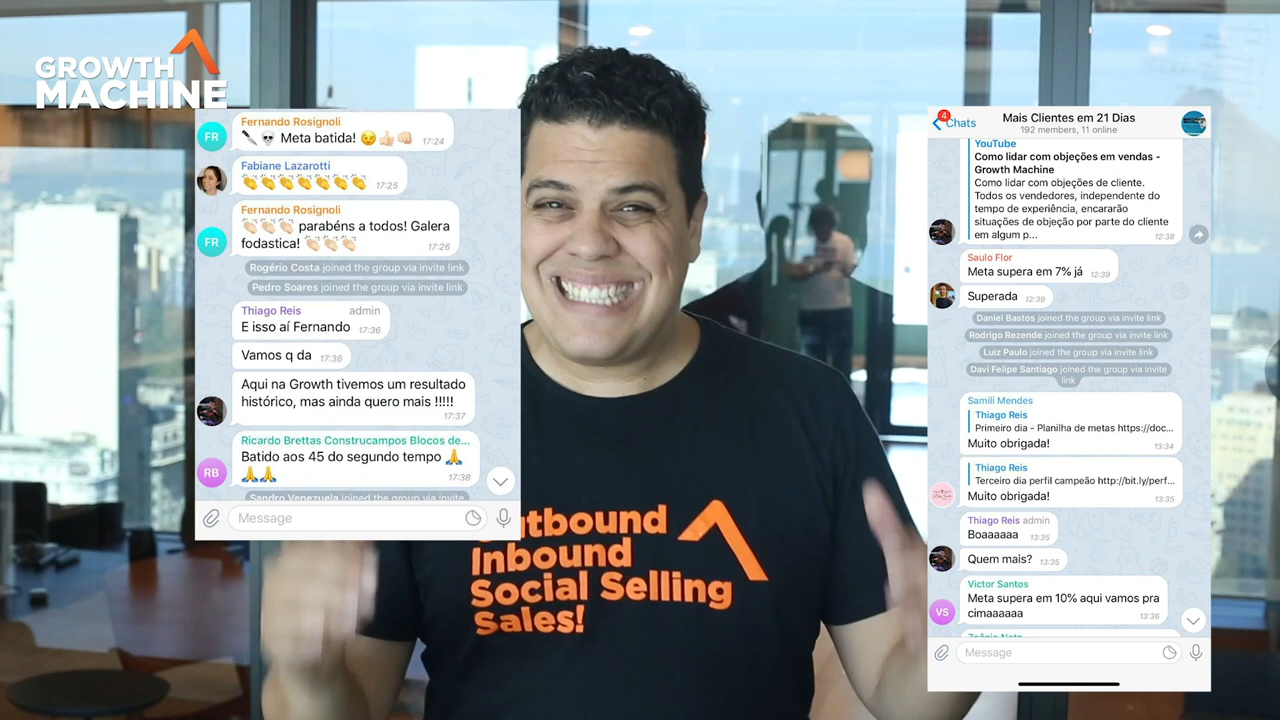 GROWTH
MACHINE
Fernando Rosignoli
FR
🔪💀 Meta batida! 😉👍🏻👊🏻
17:24
Fabiane Lazarotti
👏👏👏👏👏👏👏
17:25
Fernando Rosignoli
👏🏻👏🏻👏🏻 parabéns a todos! Galera
fodastica! 👏🏻👏🏻👏🏻
17:26
FR
Rogério Costa joined the group via invite link
Pedro Soares joined the group via invite link
Thiago Reis admin
E isso aí Fernando
17:36
Vamos q da
17:36
Aqui na Growth tivemos um resultado
histórico, mas ainda quero mais !!!!!
17:37
Ricardo Brettas Construcampos Blocos de...
Batido aos 45 do segundo tempo 🙏
🙏🙏
17:38
RB
Sandro Venezuela joined the group via invite
Message
utbound
Inbound
Social Selling
Sales!
4
Chats
Mais Clientes em 21 Dias
192 members, 11 online
YouTube
Como lidar com objeções em vendas -
Growth Machine
Como lidar com objeções de cliente.
Todos os vendedores, independente do
tempo de experiência, encararão
situações de objeção por parte do cliente
em algum p...
12:38
Saulo Flor
Meta supera em 7% já
12:39
Superada
12:39
Daniel Bastos joined the group via invite link
Rodrigo Rezende joined the group via invite link
Luiz Paulo joined the group via invite link
Davi Felipe Santiago joined the group via invite
link
Samili Mendes
Thiago Reis
Primeiro dia - Planilha de metas https://doc...
Muito obrigada!
13:34
Thiago Reis
Terceiro dia perfil campeão http://bit.ly/perf...
Muito obrigada!
13:35
Thiago Reis admin
Boaaaaaa
13:35
Quem mais?
13:35
Victor Santos
Meta supera em 10% aqui vamos pra
cimaaaaaa
13:36
VS
Message